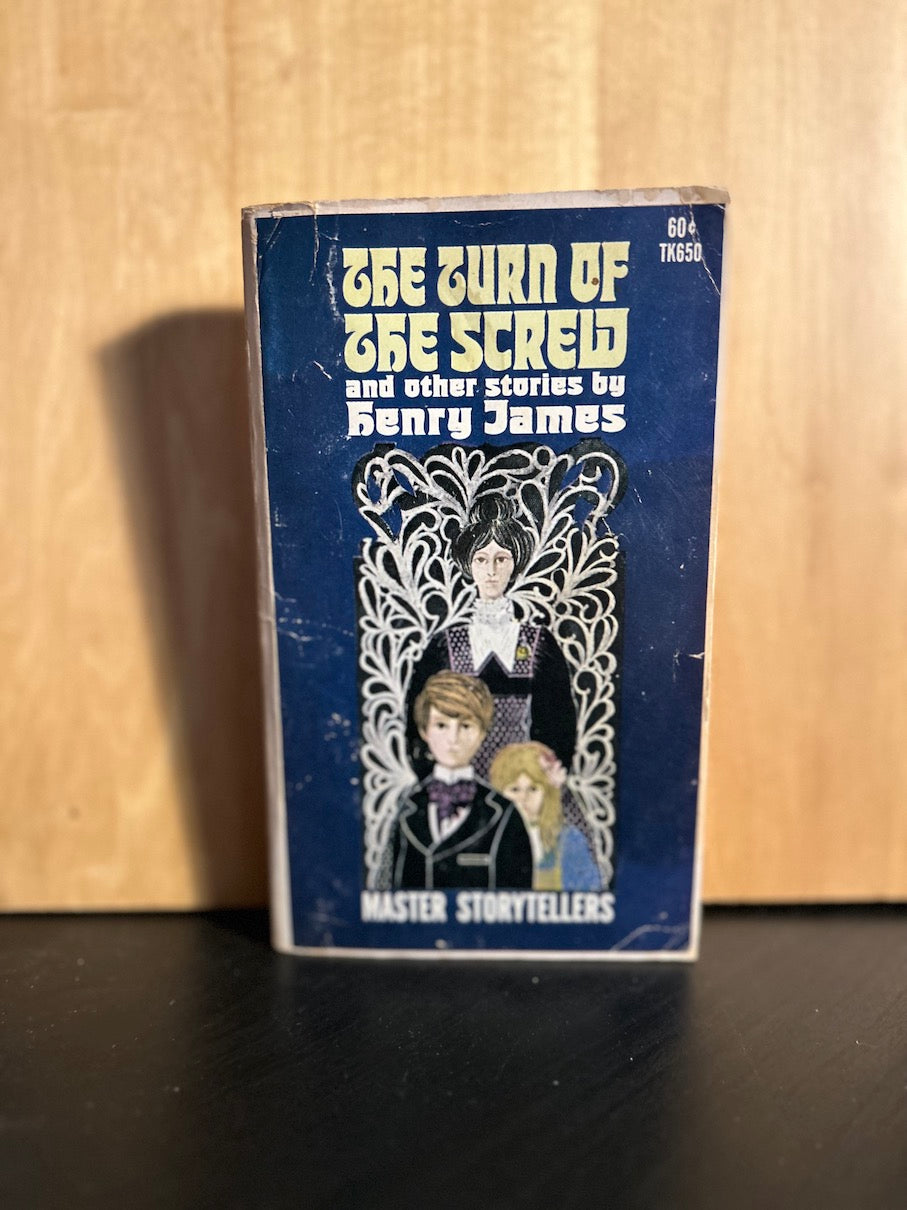 60¢
TK650
THE TURN OF
THE SCREW
and other stories by
Henry James
MASTER STORYTELLERS